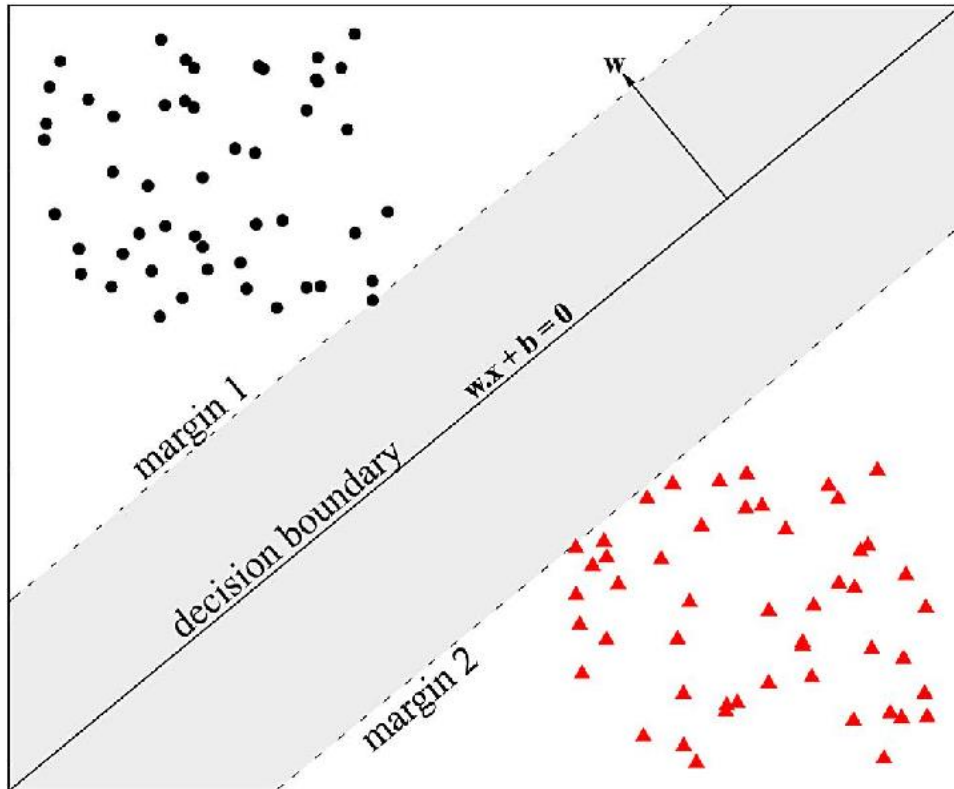 w
w.x + b = 0
margin 1
decision boundary
margin 2